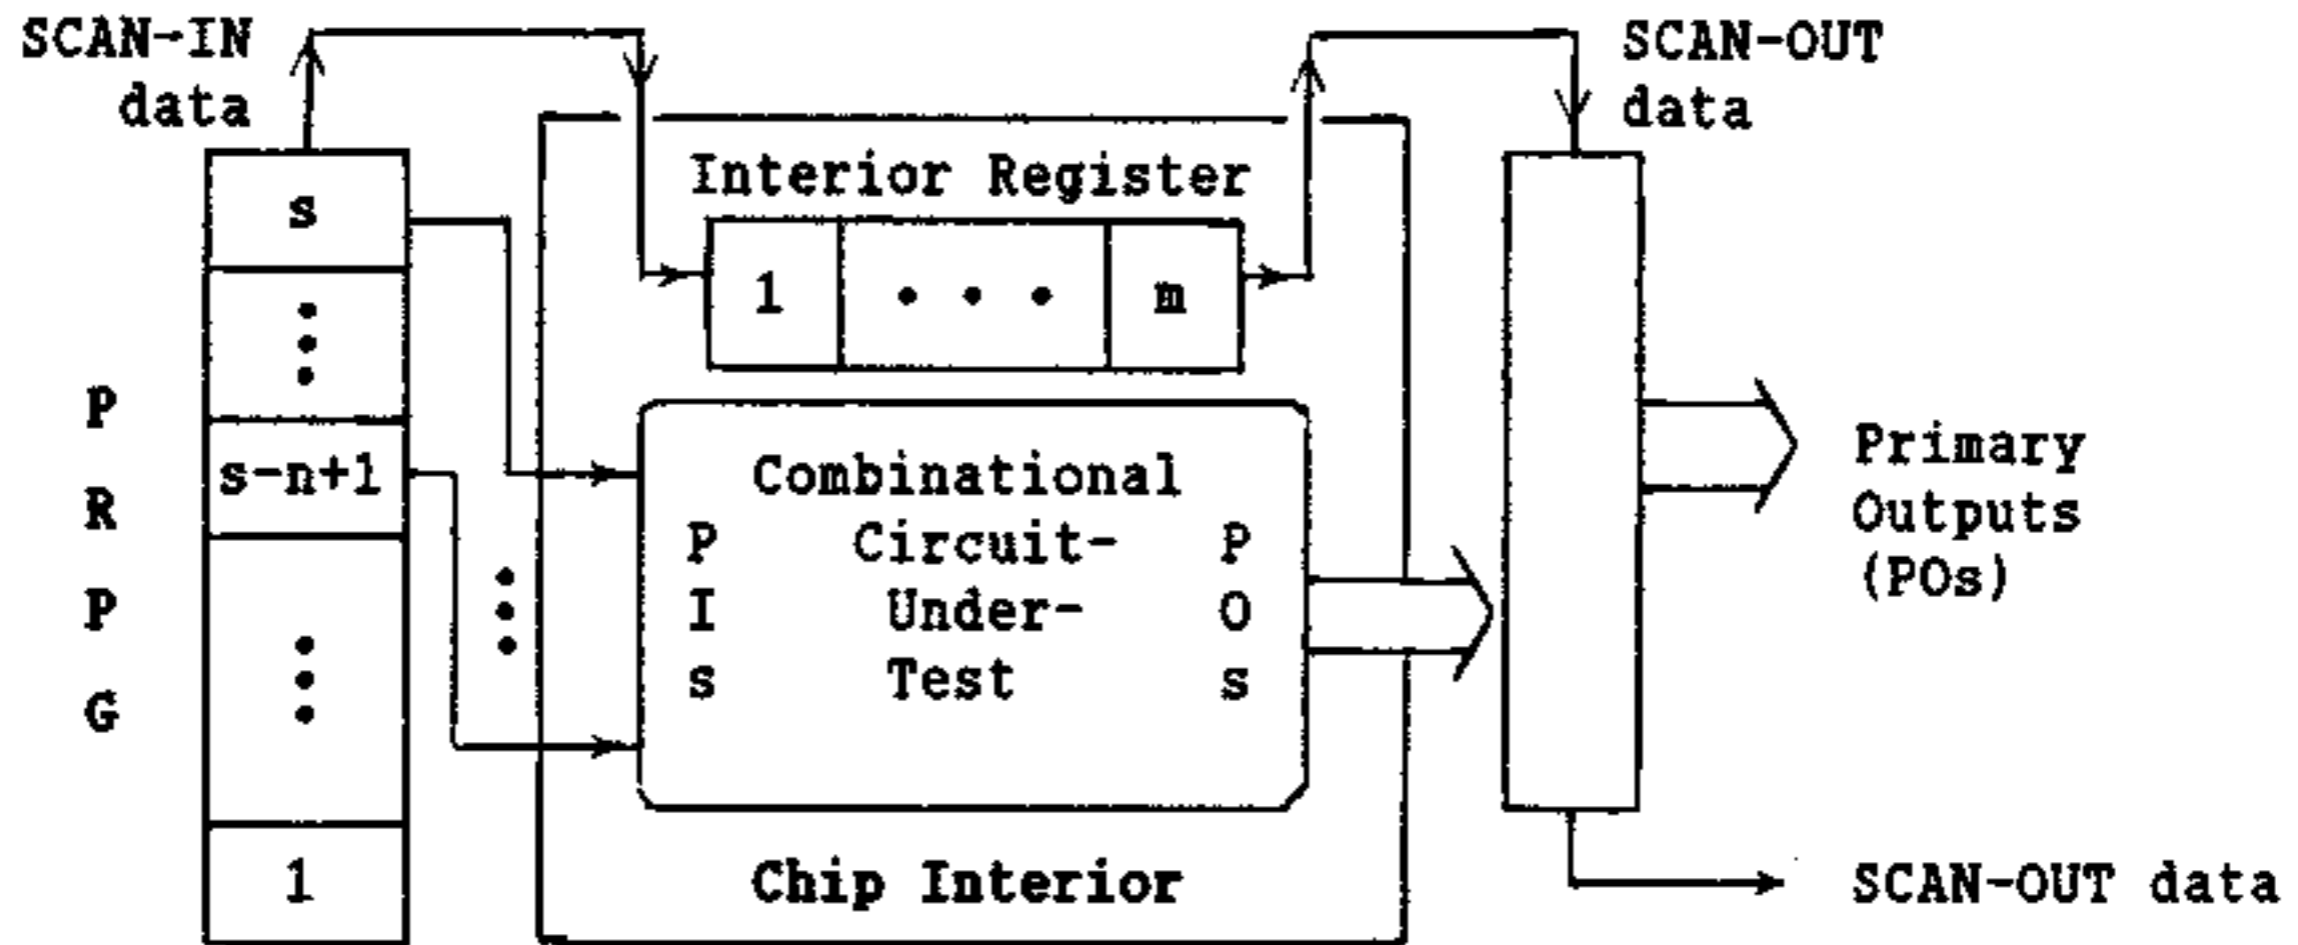 SCAN-IN
data
SCAN-OUT
data
s
s-n+1
1
P
R
P
G
Interior Register
1
m
Combinational
Circuit-
Under-
Test
P
I
s
P
O
s
Chip Interior
Primary
Outputs
(POs)
SCAN-OUT data